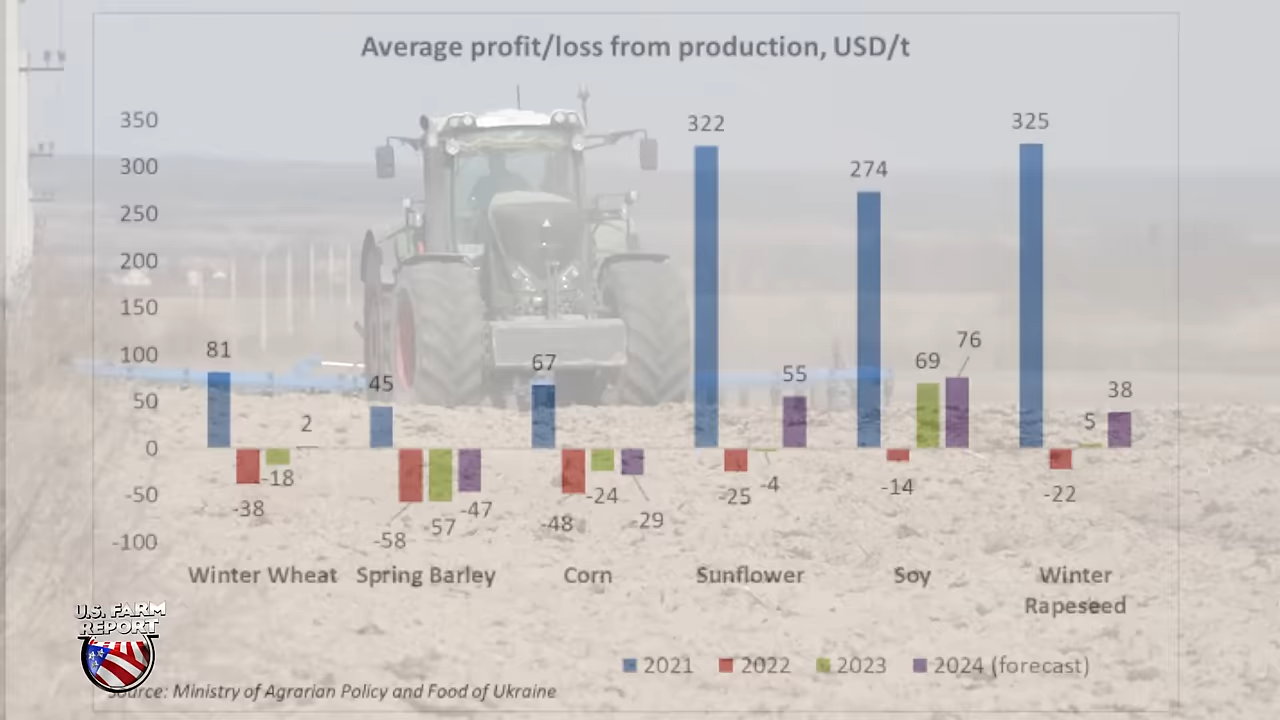 Average profit/loss from production, USD/t
350
300
250
200
150
100
50
0
-50
-100
81
-38
-18
2
45
-58
-57
-47
67
-48
-24
-29
322
-25
-4
55
274
-14
69
76
325
-22
5
38
Winter Wheat
Spring Barley
Corn
Sunflower
Soy
Winter
Rapeseed
2021 2022 2023 2024 (forecast)
U.S. FARM
REPORT
Source: Ministry of Agrarian Policy and Food of Ukraine